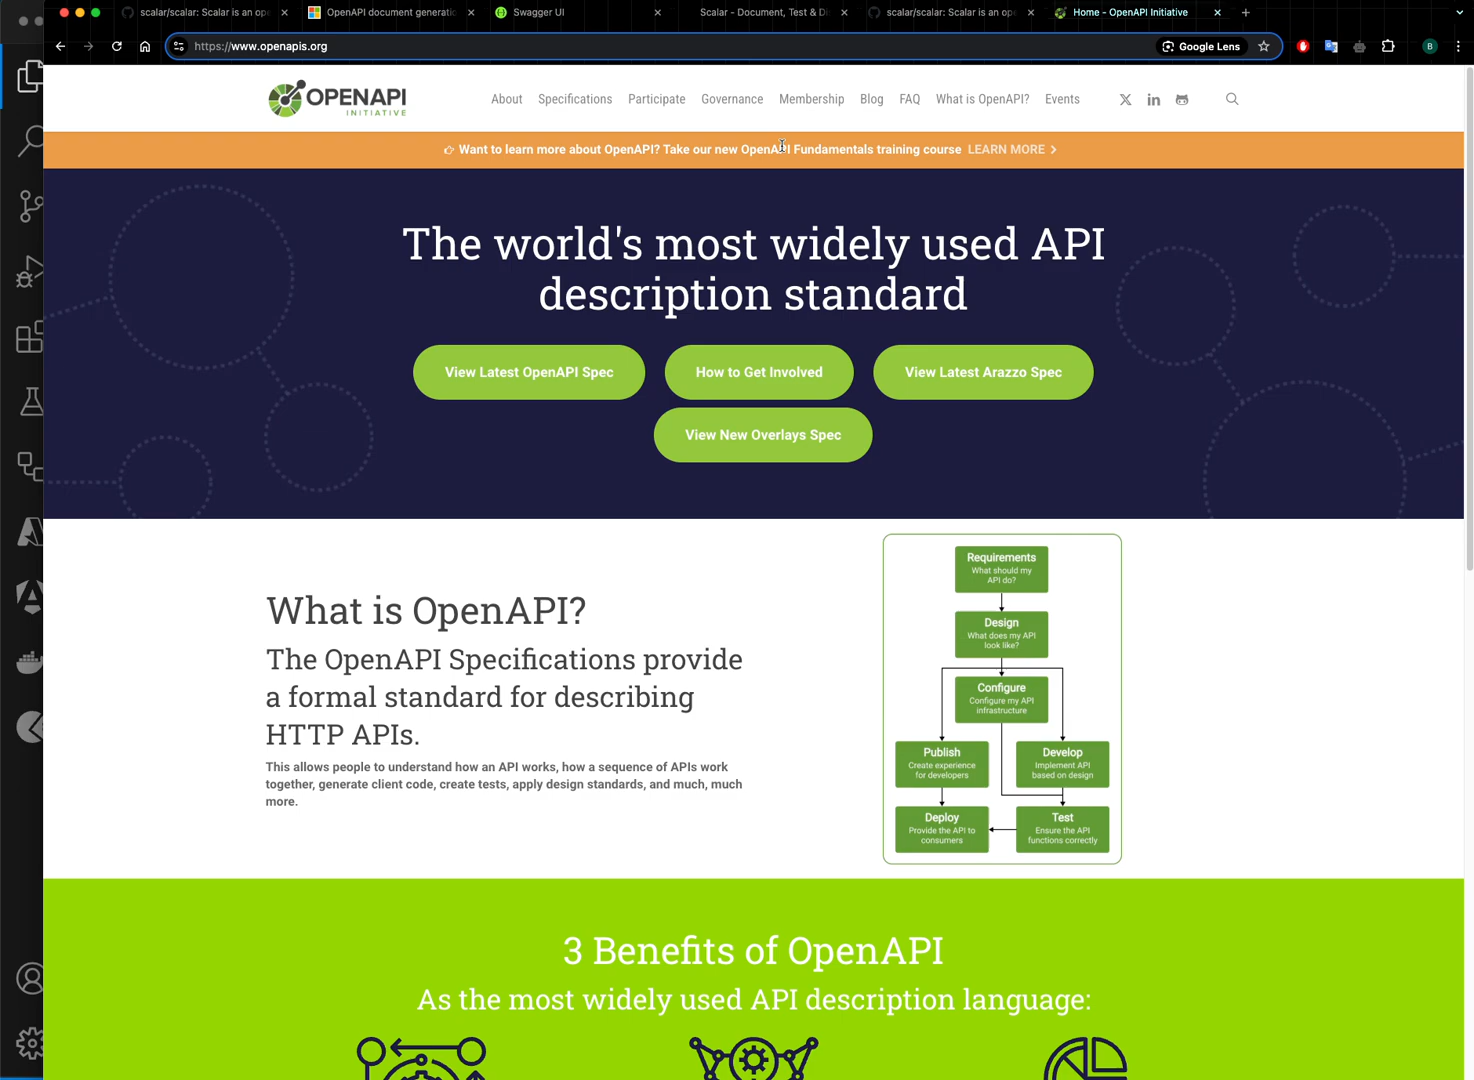 scalar/scalar: Scalar is an ope
OpenAPI document generatio
Swagger UI
Scalar - Document, Test & Di
scalar/scalar: Scalar is an ope
Home - OpenAPI Initiative
https://www.openapis.org
Google Lens
B
OPENAPI
INITIATIVE
About
Specifications
Participate
Governance
Membership
Blog
FAQ
What is OpenAPI?
Events
Want to learn more about OpenAPI? Take our new OpenAPI Fundamentals training course LEARN MORE
The world's most widely used API
description standard
View Latest OpenAPI Spec
How to Get Involved
View Latest Arazzo Spec
View New Overlays Spec
What is OpenAPI?
The OpenAPI Specifications provide
a formal standard for describing
HTTP APIs.
This allows people to understand how an API works, how a sequence of APIs work
together, generate client code, create tests, apply design standards, and much, much
more.
Requirements
What should my
API do?
Design
What does my API
look like?
Configure
Configure my API
infrastructure
Publish
Create experience
for developers
Develop
Implement API
based on design
Deploy
Provide the API to
consumers
Test
Ensure the API
functions correctly
3 Benefits of OpenAPI
As the most widely used API description language: